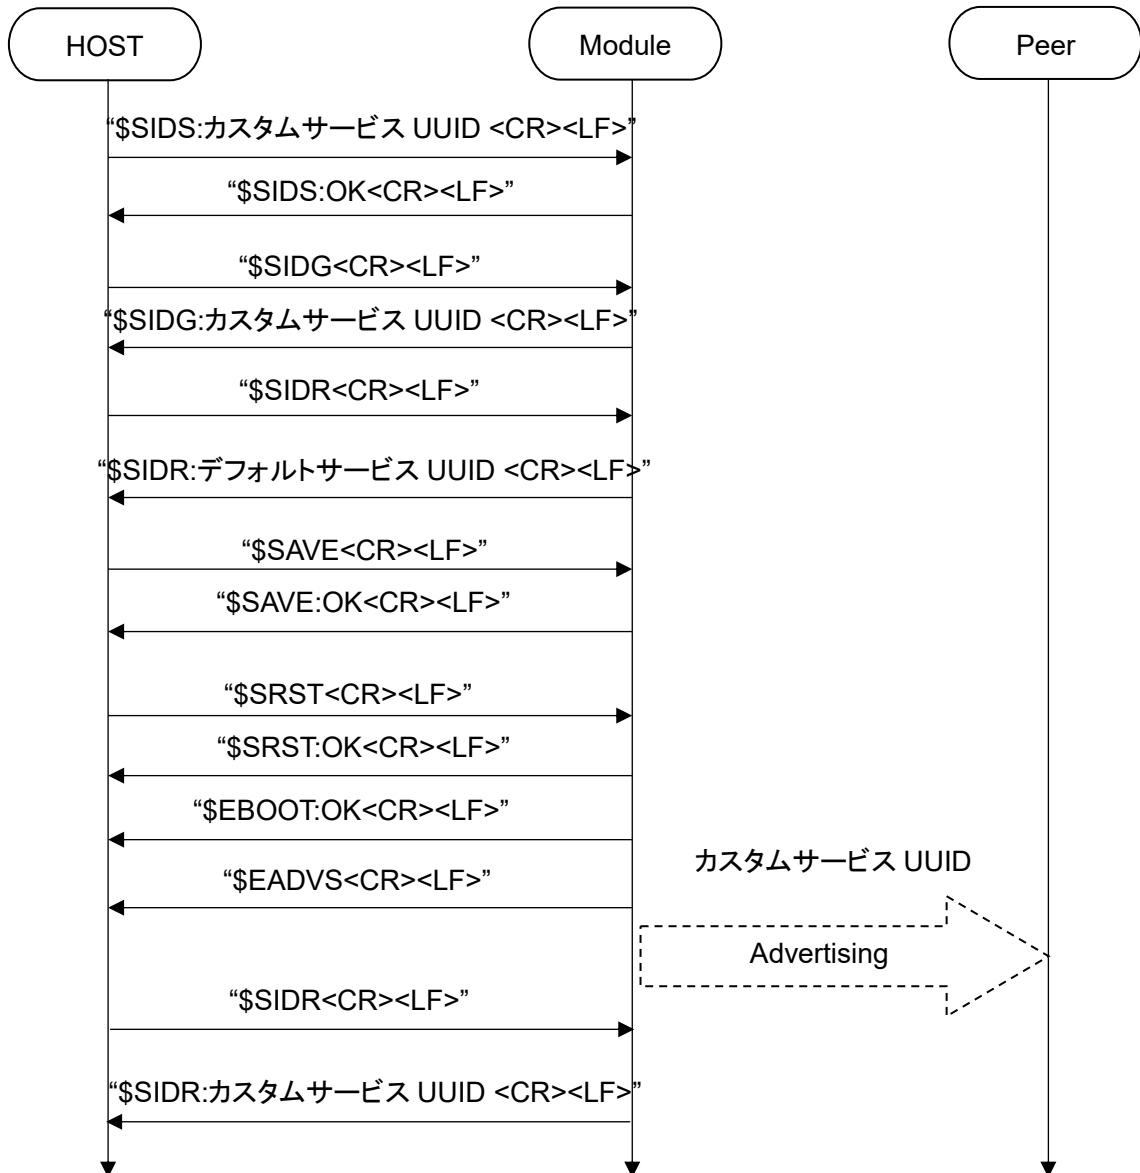 HOST
Module
Peer
“$SIDS:カスタムサービス UUID <CR><LF>”
“$SIDS:OK<CR><LF>”
“$SIDG<CR><LF>”
“$SIDG:カスタムサービス UUID <CR><LF>”
“$SIDR<CR><LF>”
“$SIDR:デフォルトサービス UUID <CR><LF>”
“$SAVE<CR><LF>”
“$SAVE:OK<CR><LF>”
“$SRST<CR><LF>”
“$SRST:OK<CR><LF>”
“$EBOOT:OK<CR><LF>”
カスタムサービス UUID
“$EADVS<CR><LF>”
Advertising
“$SIDR<CR><LF>”
“$SIDR:カスタムサービス UUID <CR><LF>”